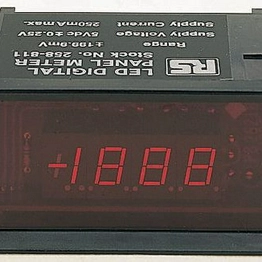 RS
LED DIGITAL
PANEL METER
Stock No. 258-811
Range ±199.9mV
Supply Voltage 5Vdc ±0.25V
Supply Current 250mA max.
+1888